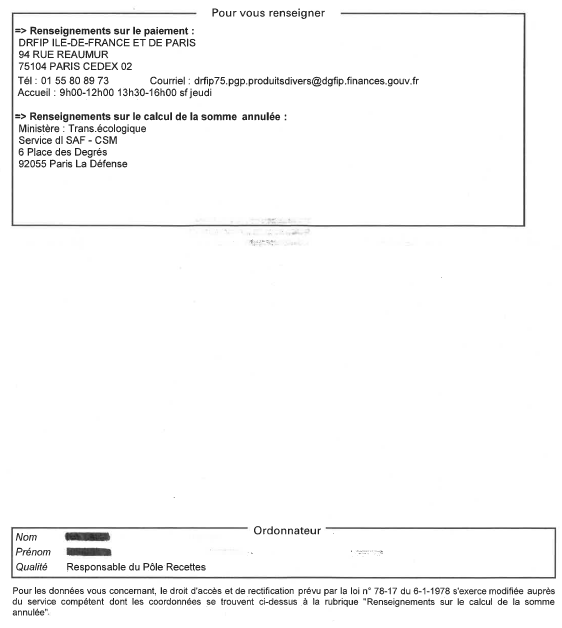 Pour vous renseigner
=> Renseignements sur le paiement :
DRFIP ILE-DE-FRANCE ET DE PARIS
94 RUE REAUMUR
75104 PARIS CEDEX 02
Tél : 01 55 80 89 73 Courriel : drfip75.pgp.produitsdivers@dgfip.finances.gouv.fr
Accueil : 9h00-12h00 13h30-16h00 sf jeudi
=> Renseignements sur le calcul de la somme annulée :
Ministère : Trans.écologique
Service dl SAF - CSM
6 Place des Degrés
92055 Paris La Défense
Ordonnateur
Nom
Prénom
Qualité Responsable du Pôle Recettes
Pour les données vous concernant, le droit d'accès et de rectification prévu par la loi n° 78-17 du 6-1-1978 s'exerce modifiée auprès
du service compétent dont les coordonnées se trouvent ci-dessus à la rubrique "Renseignements sur le calcul de la somme
annulée".